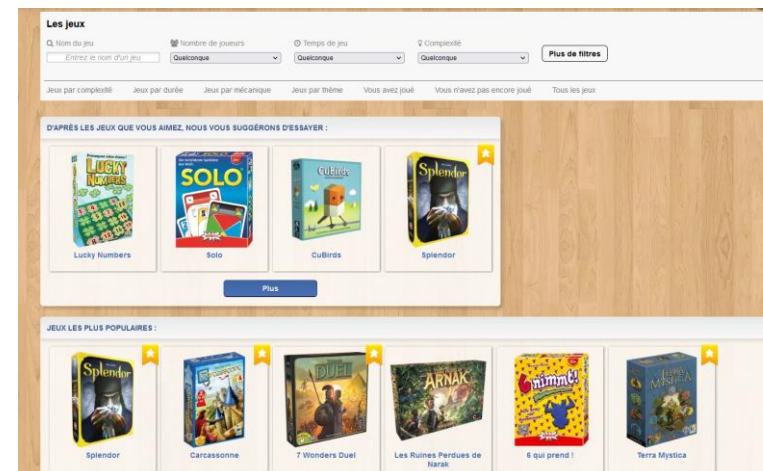 Les jeux
Nom du jeu
Nombre de joueurs
Temps de jeu
Complexité
Entrez le nom d'un jeu
Quelconque
Quelconque
Quelconque
Plus de filtres
Jeux par complexité
Jeux par durée
Jeux par mécanique
Jeux par thème
Vous avez joué
Vous n'avez pas encore joué
Tous les jeux
D'APRÈS LES JEUX QUE VOUS AIMEZ, NOUS VOUS SUGGÉRONS D'ESSAYER :
LUCKY
NUMBERS
SOLO
CUBirds
Splendor
Lucky Numbers
Solo
CuBirds
Splendor
Plus
JEUX LES PLUS POPULAIRES :
Splendor
CARCASSONNE
DUEL
ARNAK
6 nimmt!
TERRA
MYSTICA
Splendor
Carcassonne
7 Wonders Duel
Les Ruines Perdues de
Narak
6 qui prend !
Terra Mystica